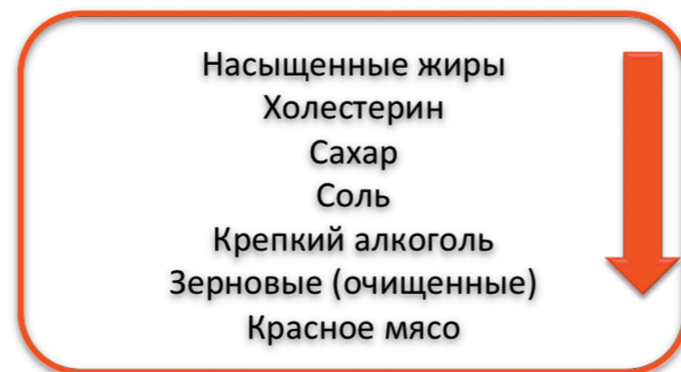 Насыщенные жиры
Холестерин
Сахар
Соль
Крепкий алкоголь
Зерновые (очищенные)
Красное мясо